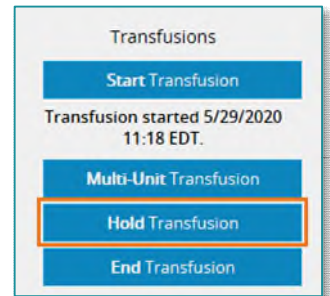 Transfusions
Start Transfusion
Transfusion started 5/29/2020
11:18 EDT.
Multi-Unit Transfusion
Hold Transfusion
End Transfusion